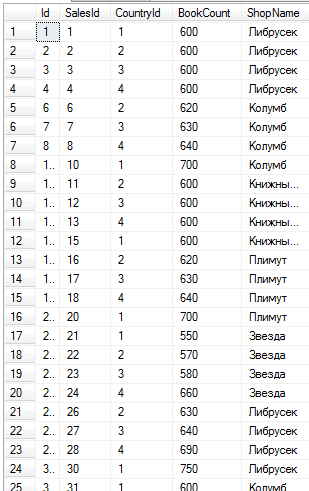 Id SalesId CountryId BookCount ShopName
1 1 1 1 600 Либрусек
2 2 2 2 600 Либрусек
3 3 3 3 600 Либрусек
4 4 4 4 600 Либрусек
5 6 6 2 620 Колумб
6 7 7 3 630 Колумб
7 8 8 4 640 Колумб
8 1.. 10 1 700 Колумб
9 1.. 11 2 600 Книжны...
10 1.. 12 3 600 Книжны...
11 1.. 13 4 600 Книжны...
12 1.. 15 1 600 Книжны...
13 1.. 16 2 620 Плимут
14 1.. 17 3 630 Плимут
15 1.. 18 4 640 Плимут
16 2.. 20 1 700 Плимут
17 2.. 21 1 550 Звезда
18 2.. 22 2 570 Звезда
19 2.. 23 3 580 Звезда
20 2.. 24 4 660 Звезда
21 2.. 26 2 630 Либрусек
22 2.. 27 3 640 Либрусек
23 2.. 28 4 690 Либрусек
24 3.. 30 1 750 Либрусек
25 3 31 1 600 Колумб